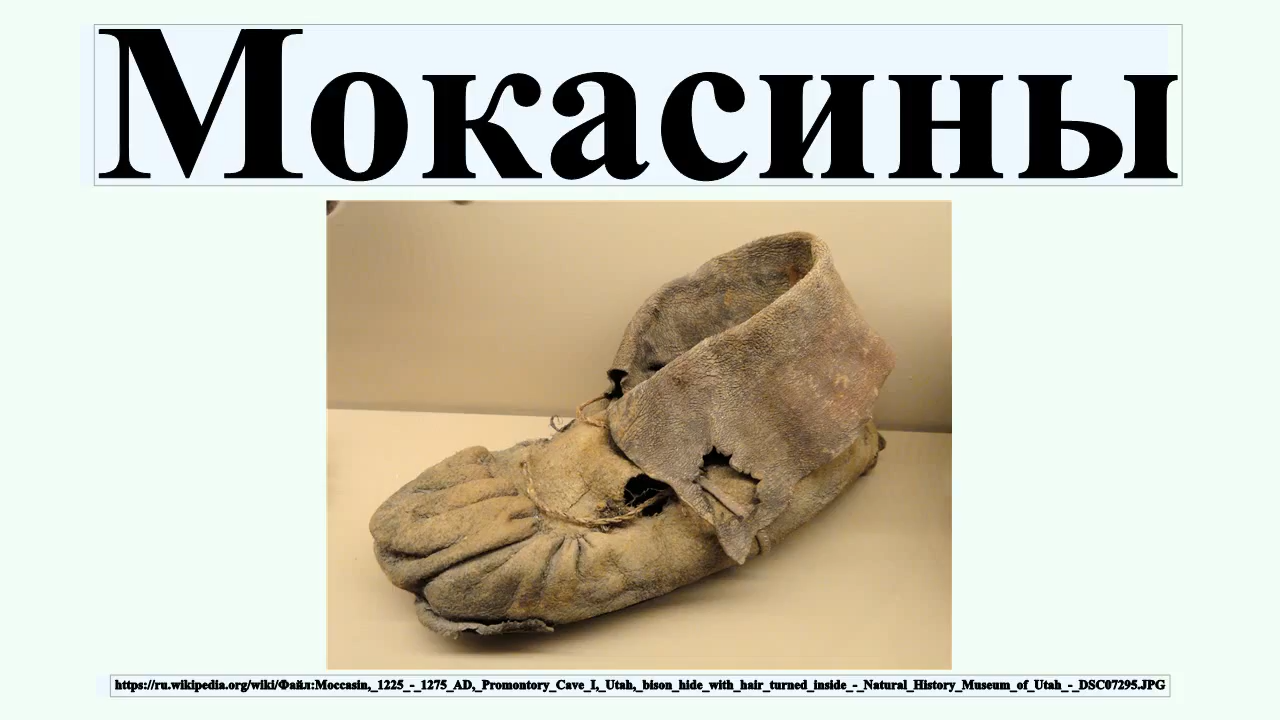 Мокасины
https://ru.wikipedia.org/wiki/Файл:Moccasin,_1225_-_1275_AD,_Promontory_Cave_I,_Utah,_bison_hide_with_hair_turned_inside_-_Natural_History_Museum_of_Utah_-_DSC07295.JPG